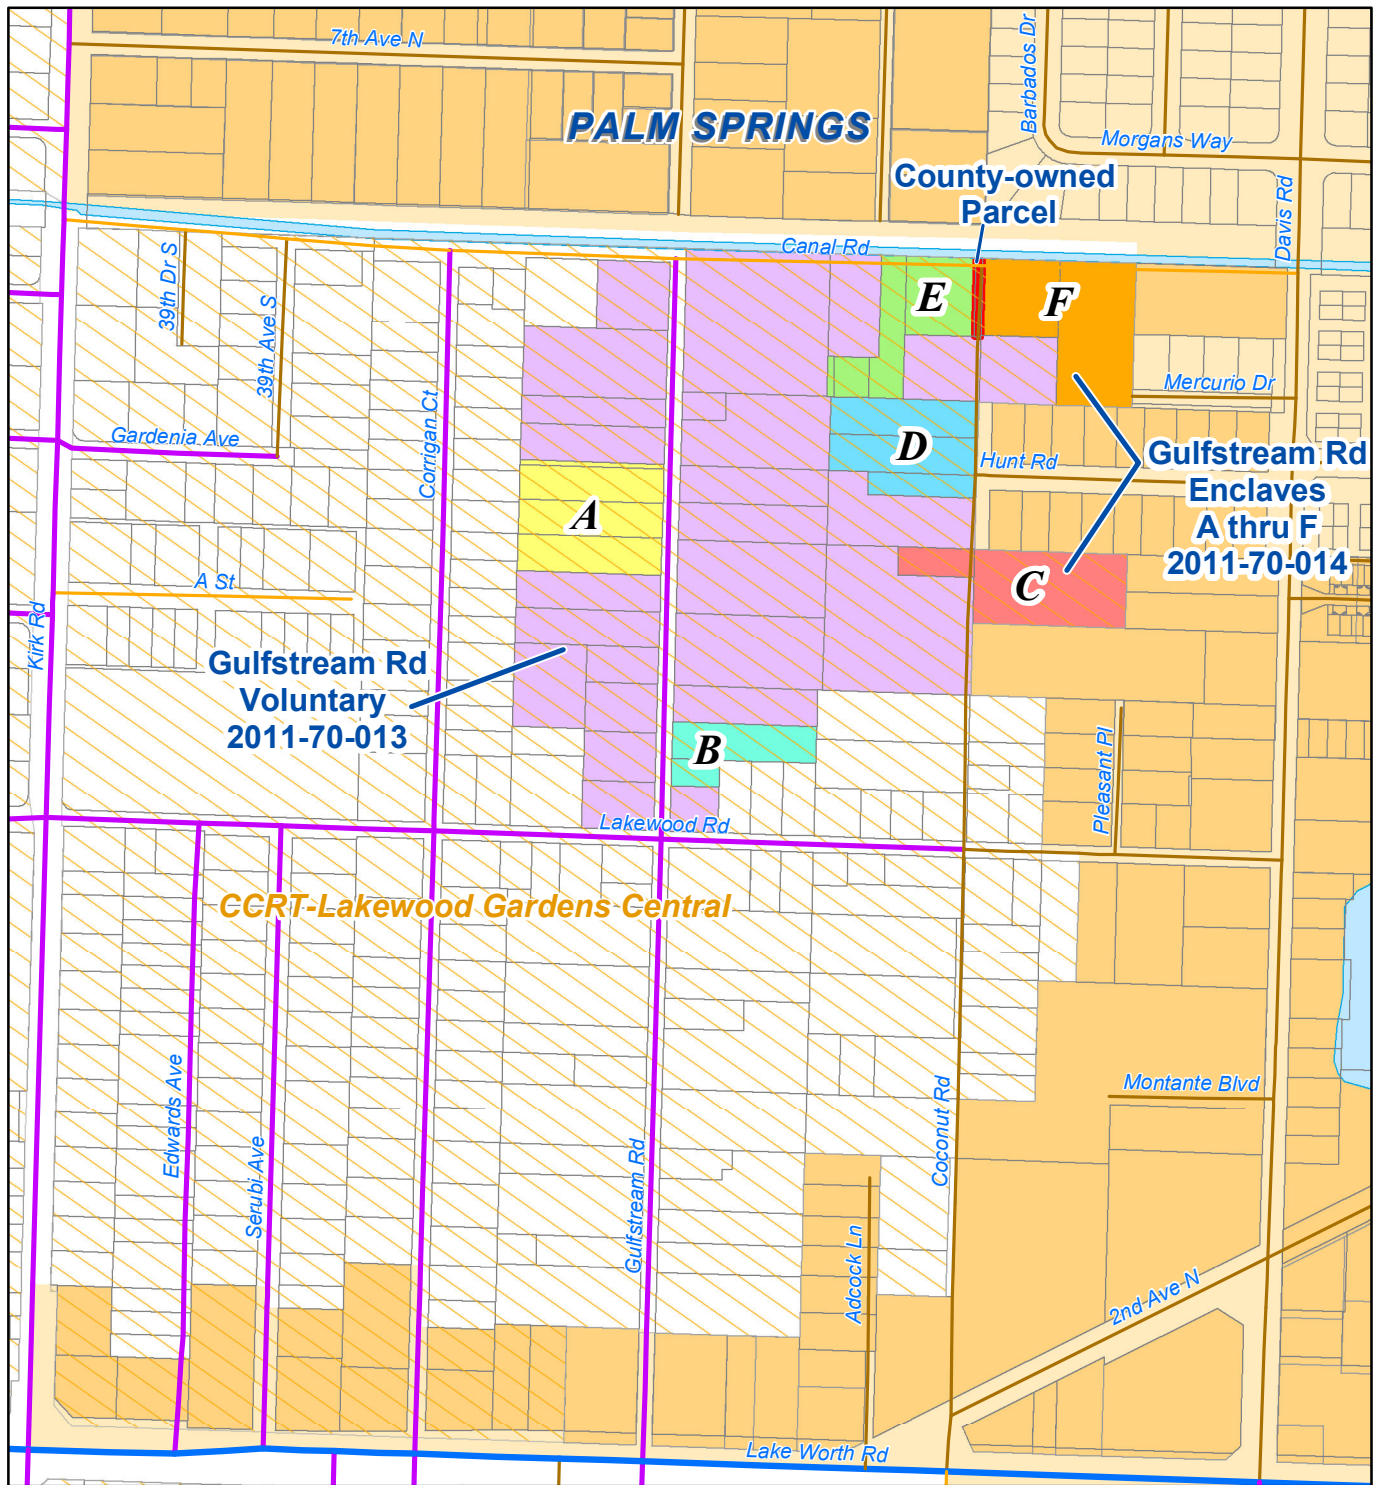 7th Ave N
PALM SPRINGS
Barbados Dr
Morgans Way
County-owned
Parcel
Davis Rd
Canal Rd
39th Dr S
39th Ave S
E
F
Mercurio Dr
Corrigan Ct
Gardenia Ave
D
Hunt Rd
Gulfstream Rd
Enclaves
A thru F
2011-70-014
A
A St
C
Kirk Rd
Gulfstream Rd
Voluntary
2011-70-013
B
Pleasant Pl
Lakewood Rd
CCRT-Lakewood Gardens Central
Edwards Ave
Serubi Ave
Gulfstream Rd
Coconut Rd
Montante Blvd
Adcock Ln
2nd Ave N
Lake Worth Rd